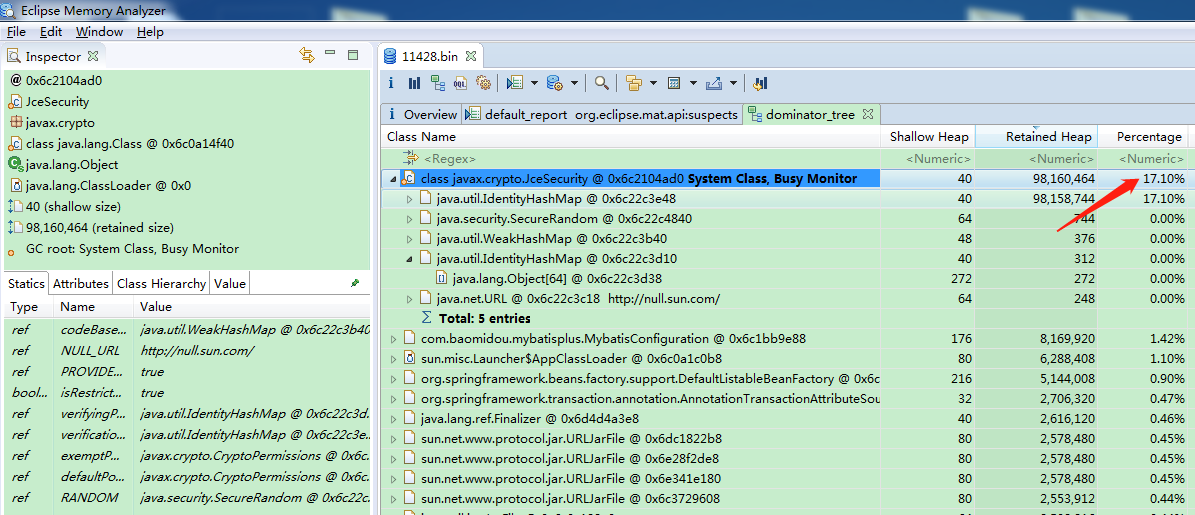 Eclipse Memory Analyzer
File Edit Window Help
Inspector
@ 0x6c2104ad0
JceSecurity
javax.crypto
class java.lang.Class @ 0x6c0a14f40
java.lang.Object
java.lang.ClassLoader @ 0x0
40 (shallow size)
98,160,464 (retained size)
GC root: System Class, Busy Monitor
Statics Attributes Class Hierarchy Value
Type Name Value
ref codeBase... java.util.WeakHashMap @ 0x6c22c3b40
ref NULL_URL http://null.sun.com/
ref PROVIDE... true
bool... isRestrict... true
ref verifyingP... java.util.IdentityHashMap @ 0x6c22c3d...
ref verificatio... java.util.IdentityHashMap @ 0x6c22c3e...
ref exemptP... javax.crypto.CryptoPermissions @ 0x6c...
ref defaultPo... javax.crypto.CryptoPermissions @ 0x6c...
ref RANDOM java.security.SecureRandom @ 0x6c22c...
11428.bin
i OQL
i Overview default_report org.eclipse.mat.api:suspects dominator_tree
Class Name Shallow Heap Retained Heap Percentage
<Regex> <Numeric> <Numeric> <Numeric>
class javax.crypto.JceSecurity @ 0x6c2104ad0 System Class, Busy Monitor 40 98,160,464 17.10%
java.util.IdentityHashMap @ 0x6c22c3e48 40 98,158,744 17.10%
java.security.SecureRandom @ 0x6c22c4840 64 744 0.00%
java.util.WeakHashMap @ 0x6c22c3b40 48 376 0.00%
java.util.IdentityHashMap @ 0x6c22c3d10 40 312 0.00%
java.lang.Object[64] @ 0x6c22c3d38 272 272 0.00%
java.net.URL @ 0x6c22c3c18 http://null.sun.com/ 64 248 0.00%
Σ Total: 5 entries
com.baomidou.mybatisplus.MybatisConfiguration @ 0x6c1bb9e88 176 8,169,920 1.42%
sun.misc.Launcher$AppClassLoader @ 0x6c0a1c0b8 80 6,288,408 1.10%
org.springframework.beans.factory.support.DefaultListableBeanFactory @ 0x6c 216 5,144,008 0.90%
org.springframework.transaction.annotation.AnnotationTransactionAttributeSou 32 2,706,320 0.47%
java.lang.ref.Finalizer @ 0x6d4d4a3e8 40 2,616,120 0.46%
sun.net.www.protocol.jar.URLJarFile @ 0x6dc1822b8 80 2,578,480 0.45%
sun.net.www.protocol.jar.URLJarFile @ 0x6e28f2de8 80 2,578,480 0.45%
sun.net.www.protocol.jar.URLJarFile @ 0x6e341e180 80 2,578,480 0.45%
sun.net.www.protocol.jar.URLJarFile @ 0x6c3729608 80 2,553,912 0.44%